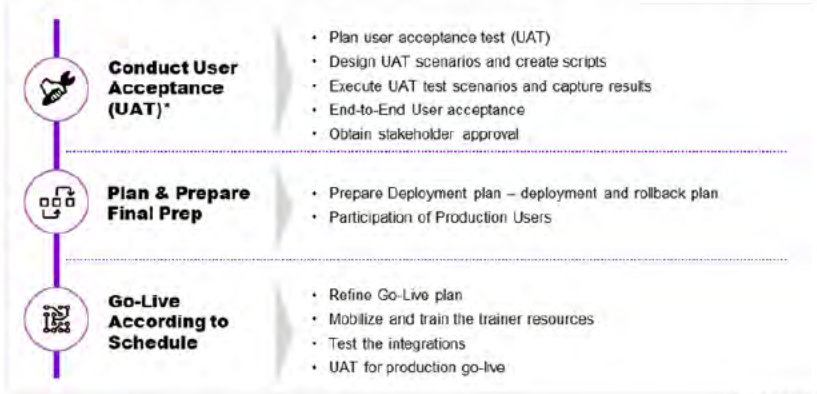 Conduct User
Acceptance
(UAT)*
• Plan user acceptance test (UAT)
• Design UAT scenarios and create scripts
• Execute UAT test scenarios and capture results
• End-to-End User acceptance
• Obtain stakeholder approval
Plan & Prepare
Final Prep
• Prepare Deployment plan – deployment and rollback plan
• Participation of Production Users
Go-Live
According to
Schedule
• Refine Go-Live plan
• Mobilize and train the trainer resources
• Test the integrations
• UAT for production go-live